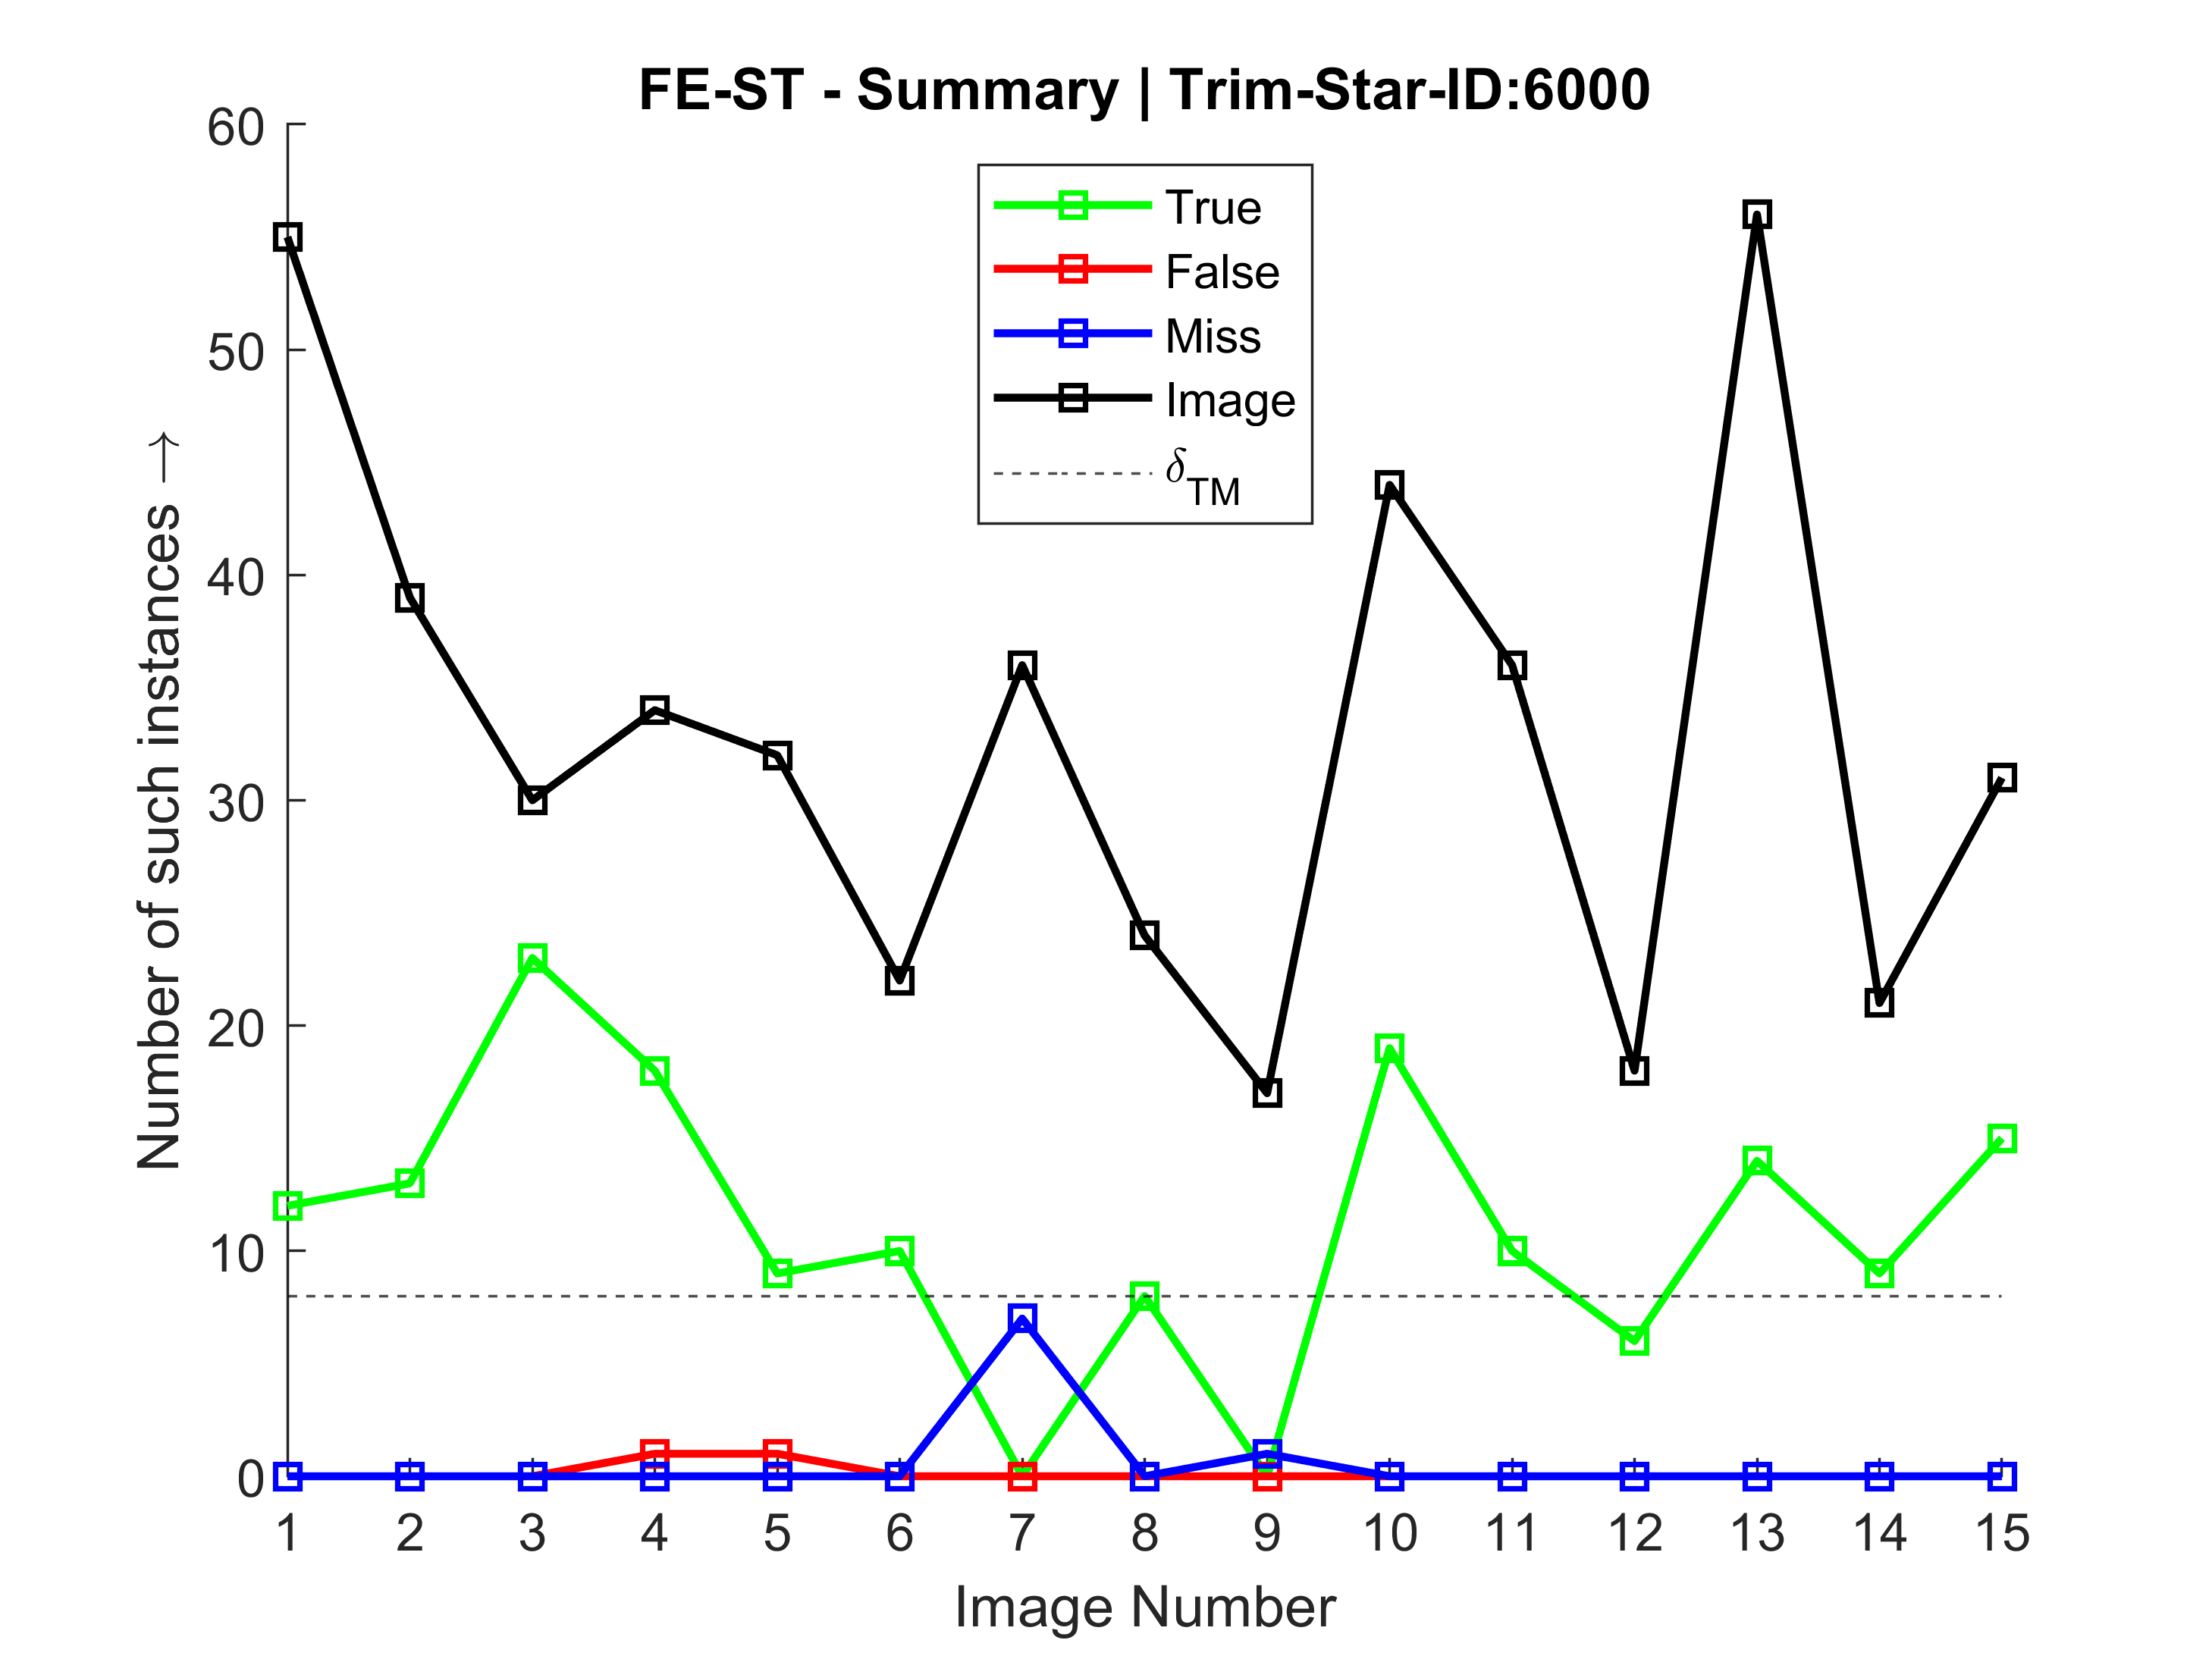 FE-ST - Summary | Trim-Star-ID:6000
60
50
40
30
20
10
0
Number of such instances →
True
False
Miss
Image
δTM
1 2 3 4 5 6 7 8 9 10 11 12 13 14 15
Image Number